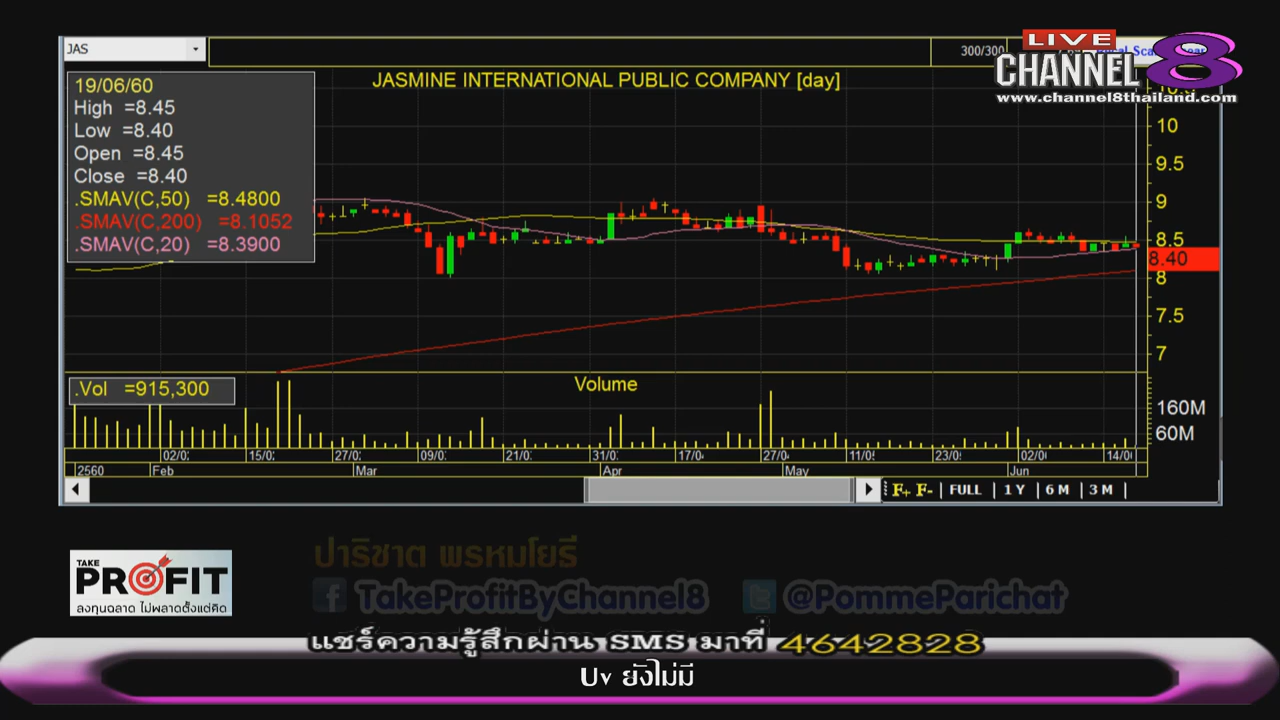 JAS
300/300
LIVE
CHANNEL 8
www.channel8thailand.com
19/06/60
High =8.45
Low =8.40
Open =8.45
Close =8.40
.SMAV(C,50) =8.4800
.SMAV(C,200) =8.1052
.SMAV(C,20) =8.3900
JASMINE INTERNATIONAL PUBLIC COMPANY [day]
10
9.5
9
8.5
8.40
8
7.5
7
.Vol =915,300
Volume
160M
60M
02/0
15/0
27/0
09/0
21/0
31/0
17/0
27/0
11/0
23/0
02/0
14/0
2560 Feb Mar Apr May Jun
F+ F- | FULL | 1 Y | 6 M | 3 M |
TAKE
PROFIT
ลงทุนฉลาด ไม่พลาดตั้งแต่คิด
ปาริชาต พรหมโยธี
TakeProfitByChannel8 @PommeParichat
แชร์ความรู้สึกผ่าน SMS มาที่ 4642828
Uv ยังไม่มี